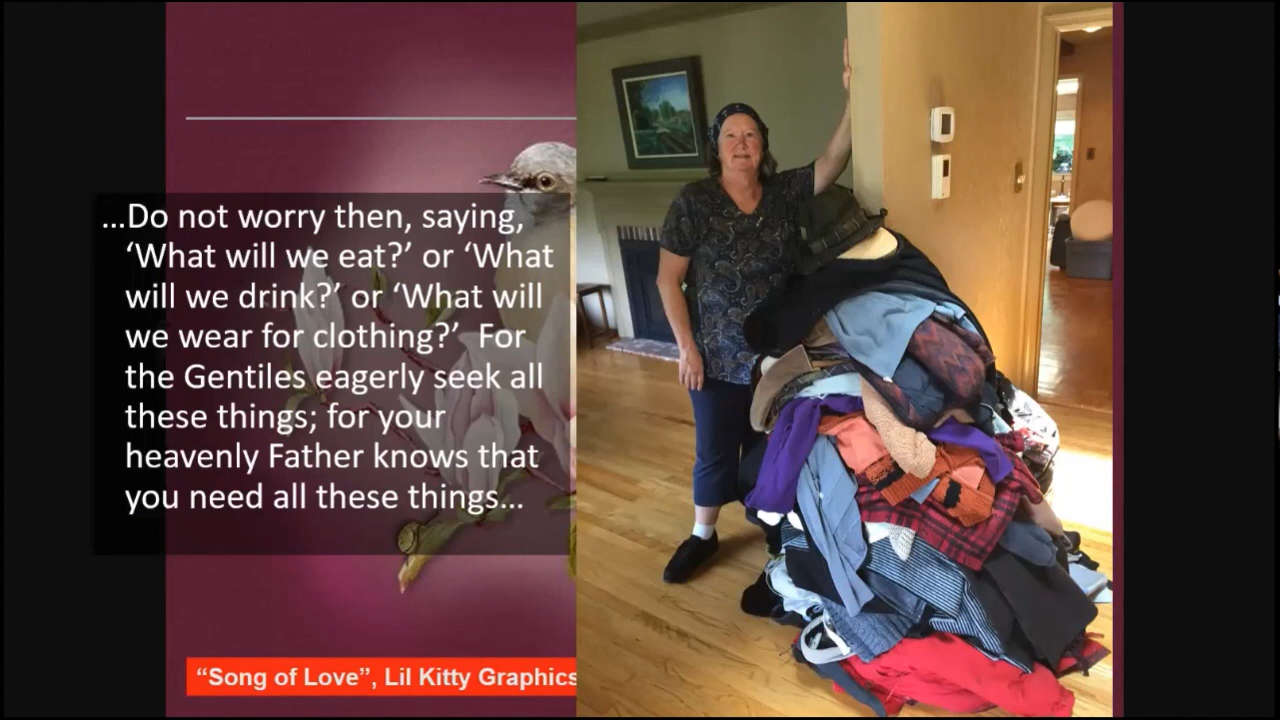 ...Do not worry then, saying,
‘What will we eat?’ or ‘What
will we drink?’ or ‘What will
we wear for clothing?’  For
the Gentiles eagerly seek all
these things; for your
heavenly Father knows that
you need all these things...
“Song of Love”, Lil Kitty Graphics